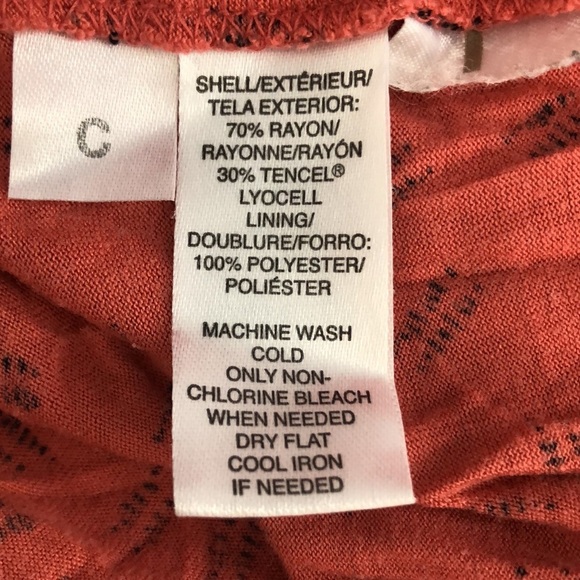 C
SHELL/EXTÉRIEUR/
TELA EXTERIOR:
70% RAYON/
RAYONNE/RAYÓN
30% TENCEL®
LYOCELL
LINING/
DOUBLURE/FORRO:
100% POLYESTER/
POLIÉSTER
MACHINE WASH
COLD
ONLY NON-
CHLORINE BLEACH
WHEN NEEDED
DRY FLAT
COOL IRON
IF NEEDED